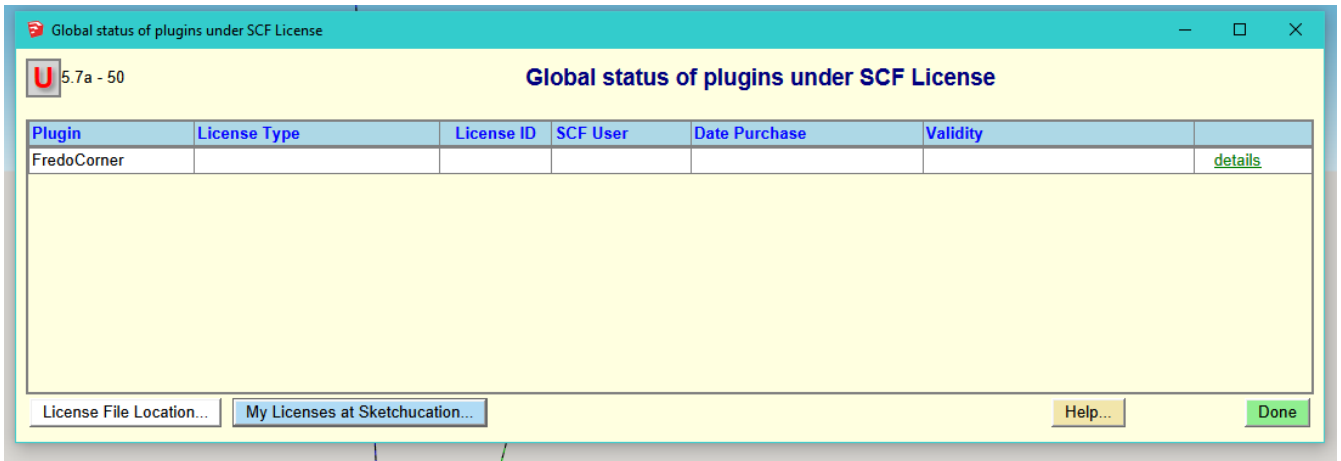 Global status of plugins under SCF License
U 5.7a - 50
Global status of plugins under SCF License
Plugin License Type License ID SCF User Date Purchase Validity
FredoCorner details
License File Location... My Licenses at Sketchucation... Help... Done